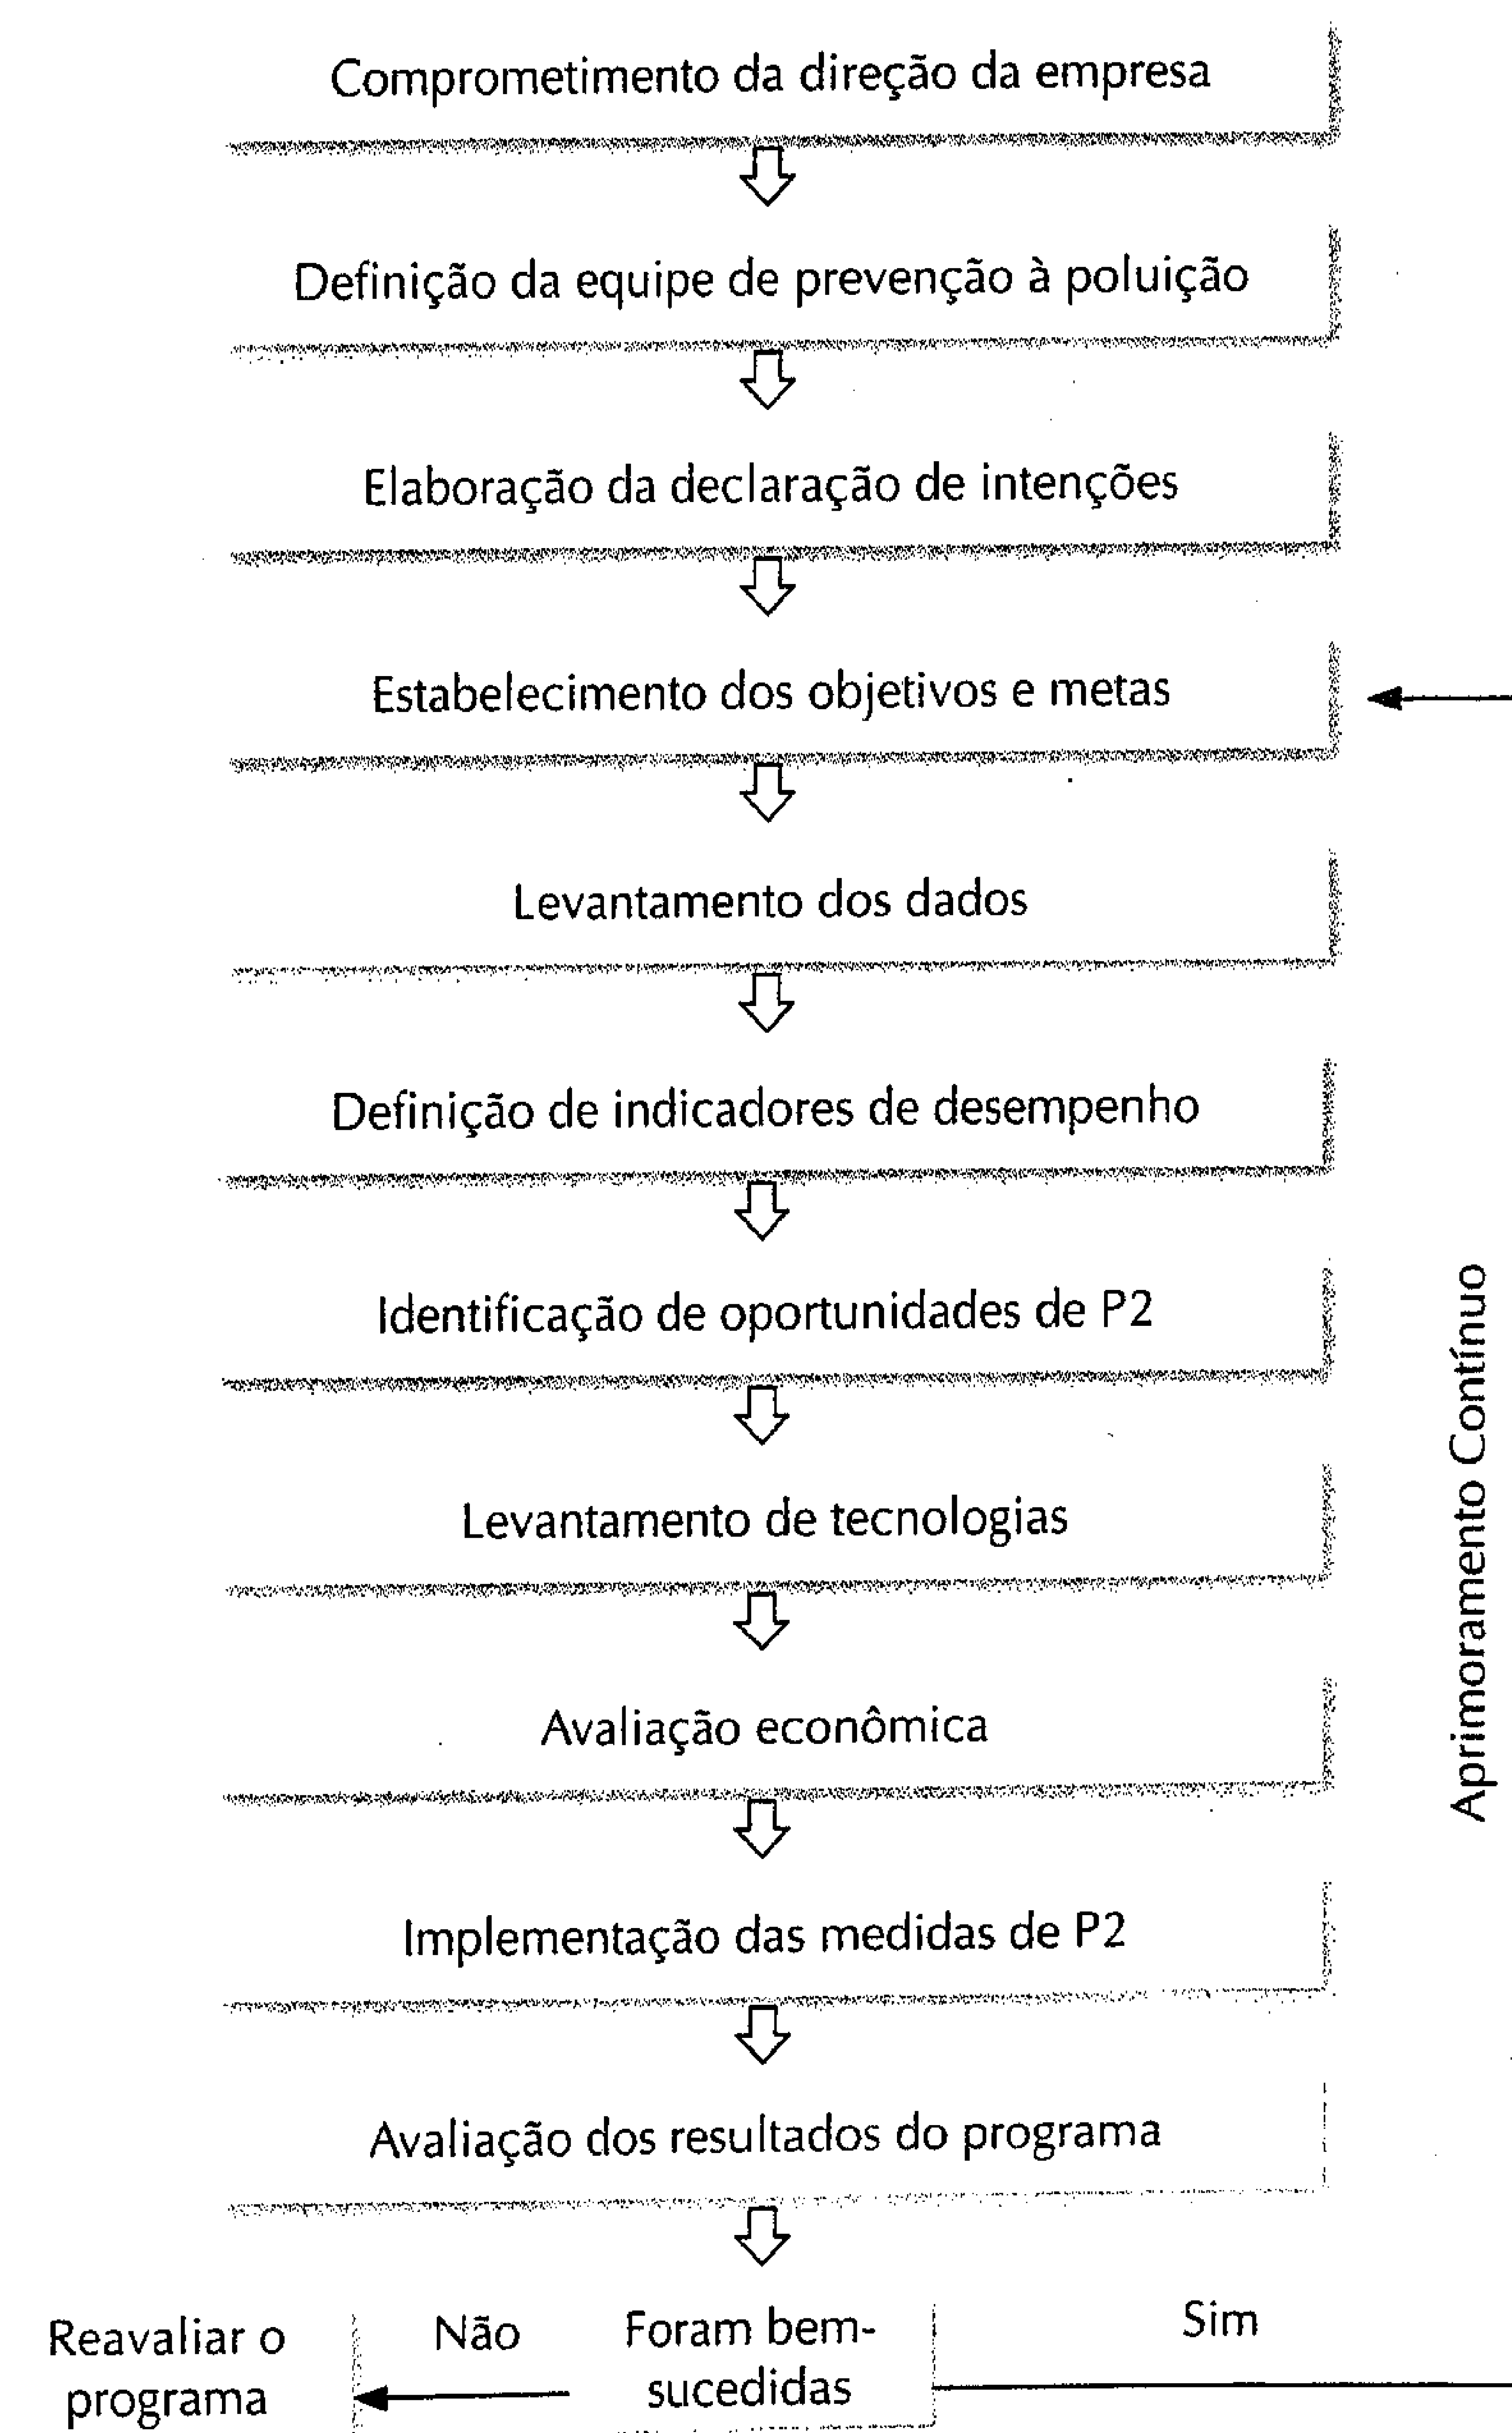 Comprometimento da direção da empresa
Definição da equipe de prevenção à poluição
Elaboração da declaração de intenções
Estabelecimento dos objetivos e metas
Levantamento dos dados
Definição de indicadores de desempenho
Identificação de oportunidades de P2
Levantamento de tecnologias
Avaliação econômica
Implementação das medidas de P2
Avaliação dos resultados do programa
Aprimoramento Contínuo
Reavaliar o
programa
Não
Foram bem-
sucedidas
Sim